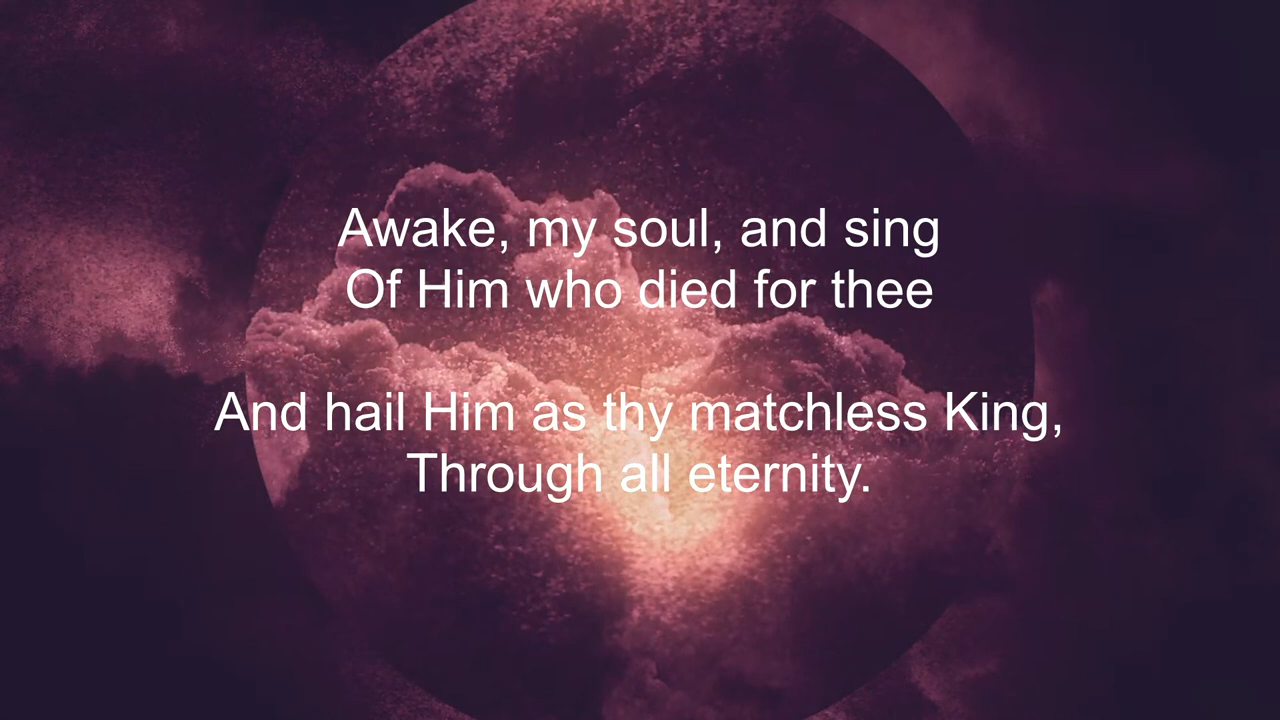 Awake, my soul, and sing
Of Him who died for thee
And hail Him as thy matchless King,
Through all eternity.